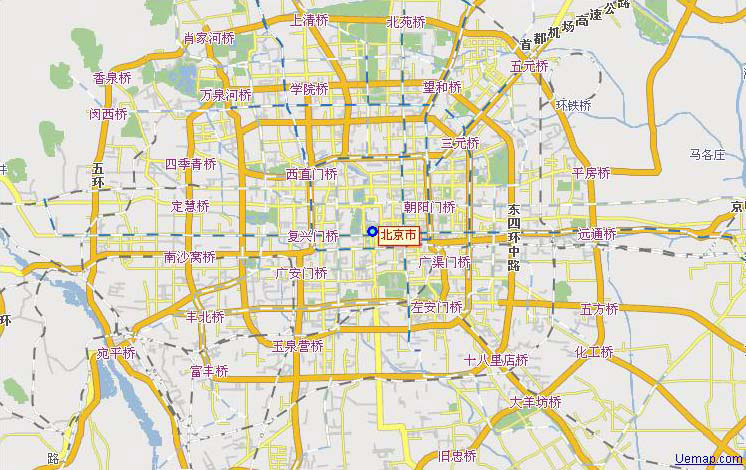 上清桥
北苑桥
首都机场高速公路
肖家河桥
五元桥
香泉桥
万泉河桥
学院桥
望和桥
闵西桥
环铁桥
三元桥
马各庄
四季青桥
西直门桥
平房桥
五环
井
定慧桥
朝阳门桥
东四环中路
京
复兴门桥
北京市
远通桥
南沙窝桥
广安门桥
广渠门桥
左安门桥
五方桥
环
丰北桥
玉泉营桥
宛平桥
十八里店桥
化工桥
富丰桥
大羊坊桥
路
旧忠桥
Uemap.com